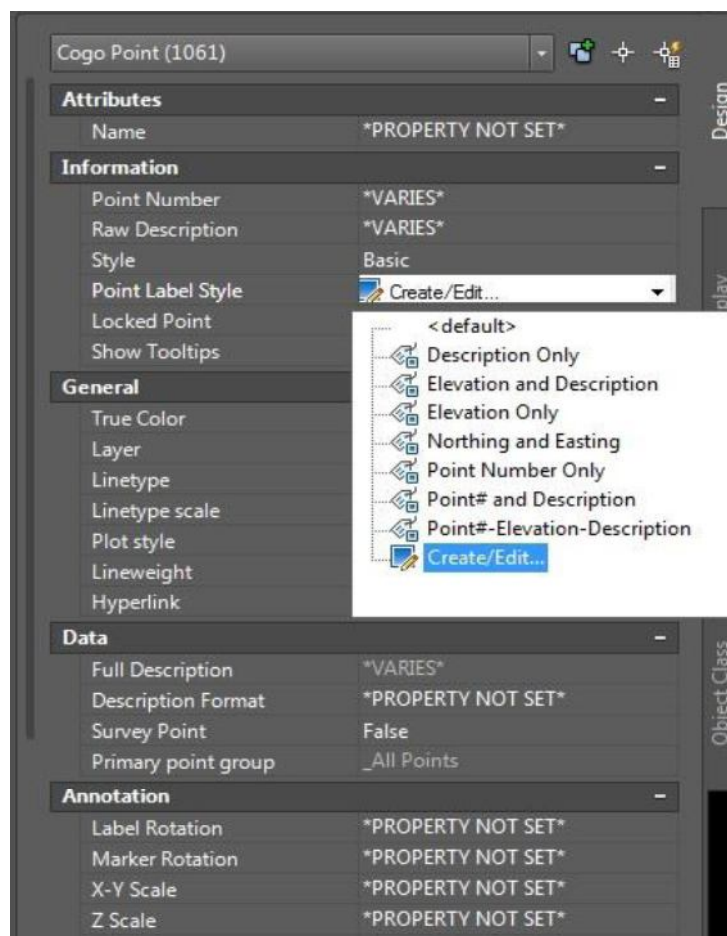 Cogo Point (1061)
Attributes
Name *PROPERTY NOT SET*
Information
Point Number *VARIES*
Raw Description *VARIES*
Style Basic
Point Label Style Create/Edit...
Locked Point
Show Tooltips
<default>
Description Only
Elevation and Description
Elevation Only
Northing and Easting
Point Number Only
Point# and Description
Point#-Elevation-Description
Create/Edit...
General
True Color
Layer
Linetype
Linetype scale
Plot style
Lineweight
Hyperlink
Data
Full Description *VARIES*
Description Format *PROPERTY NOT SET*
Survey Point False
Primary point group _All Points
Annotation
Label Rotation *PROPERTY NOT SET*
Marker Rotation *PROPERTY NOT SET*
X-Y Scale *PROPERTY NOT SET*
Z Scale *PROPERTY NOT SET*
Design
Object Class